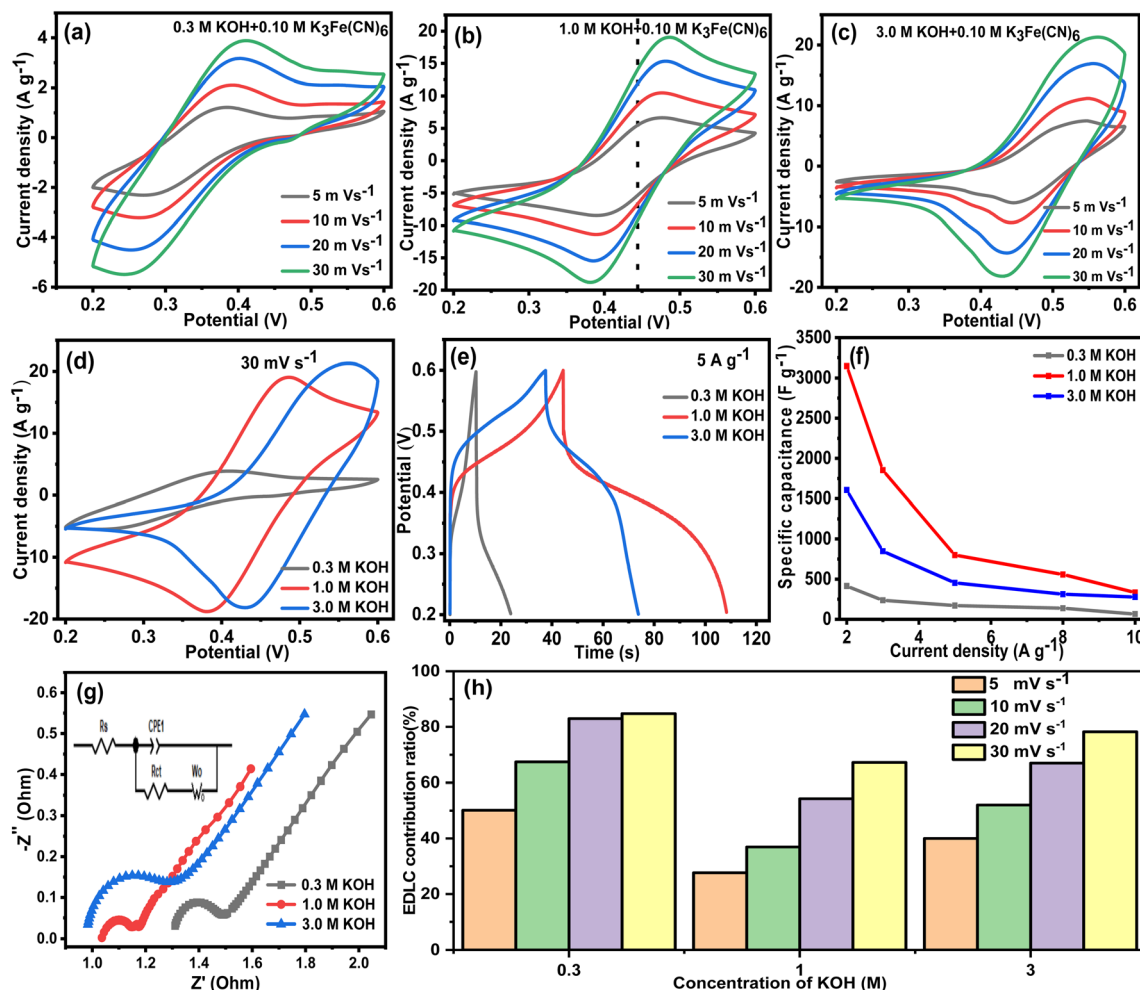 (a) 0.3 M KOH+0.10 M K3Fe(CN)6
Current density (A g-1)
4
2
0
-2
-4
-6
5 m Vs-1
10 m Vs-1
20 m Vs-1
30 m Vs-1
0.2 0.3 0.4 0.5 0.6
Potential (V)
(b) 1.0 M KOH+0.10 M K3Fe(CN)6
Current density (A g-1)
20
15
10
5
0
-5
-10
-15
-20
5 m Vs-1
10 m Vs-1
20 m Vs-1
30 m Vs-1
0.2 0.3 0.4 0.5 0.6
Potential (V)
(c) 3.0 M KOH+0.10 M K3Fe(CN)6
Current density (A g-1)
20
10
0
-10
-20
5 m Vs-1
10 m Vs-1
20 m Vs-1
30 m Vs-1
0.2 0.3 0.4 0.5 0.6
Potential (V)
(d) 30 mV s-1
Current density (A g-1)
20
10
0
-10
-20
0.3 M KOH
1.0 M KOH
3.0 M KOH
0.2 0.3 0.4 0.5 0.6
Potential (V)
(e) 5 A g-1
Potential (V)
0.6
0.5
0.4
0.3
0.2
0.3 M KOH
1.0 M KOH
3.0 M KOH
0 20 40 60 80 100 120
Time (s)
(f)
Specific capacitance (F g-1)
3500
3000
2500
2000
1500
1000
500
0
0.3 M KOH
1.0 M KOH
3.0 M KOH
2 4 6 8 10
Current density (A g-1)
(g)
-Z'' (Ohm)
0.6
0.5
0.4
0.3
0.2
0.1
0.0
Rs CPE1
Rct Wo
0.3 M KOH
1.0 M KOH
3.0 M KOH
1.0 1.2 1.4 1.6 1.8 2.0
Z' (Ohm)
(h)
EDLC contribution ratio(%)
100
80
60
40
20
0
5 mV s-1
10 mV s-1
20 mV s-1
30 mV s-1
0.3 1 3
Concentration of KOH (M)